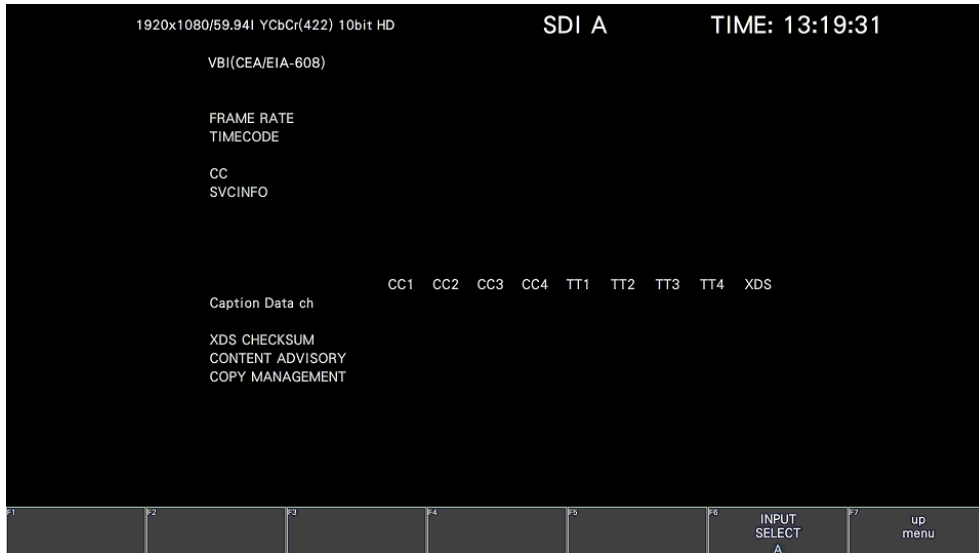 1920x1080/59.94I YCbCr(422) 10bit HD SDI A TIME: 13:19:31
VBI(CEA/EIA-608)
FRAME RATE
TIMECODE
CC
SVCINFO
CC1 CC2 CC3 CC4 TT1 TT2 TT3 TT4 XDS
Caption Data ch
XDS CHECKSUM
CONTENT ADVISORY
COPY MANAGEMENT
F1 F2 F3 F4 F5 F6 INPUT F7 up
SELECT menu
A